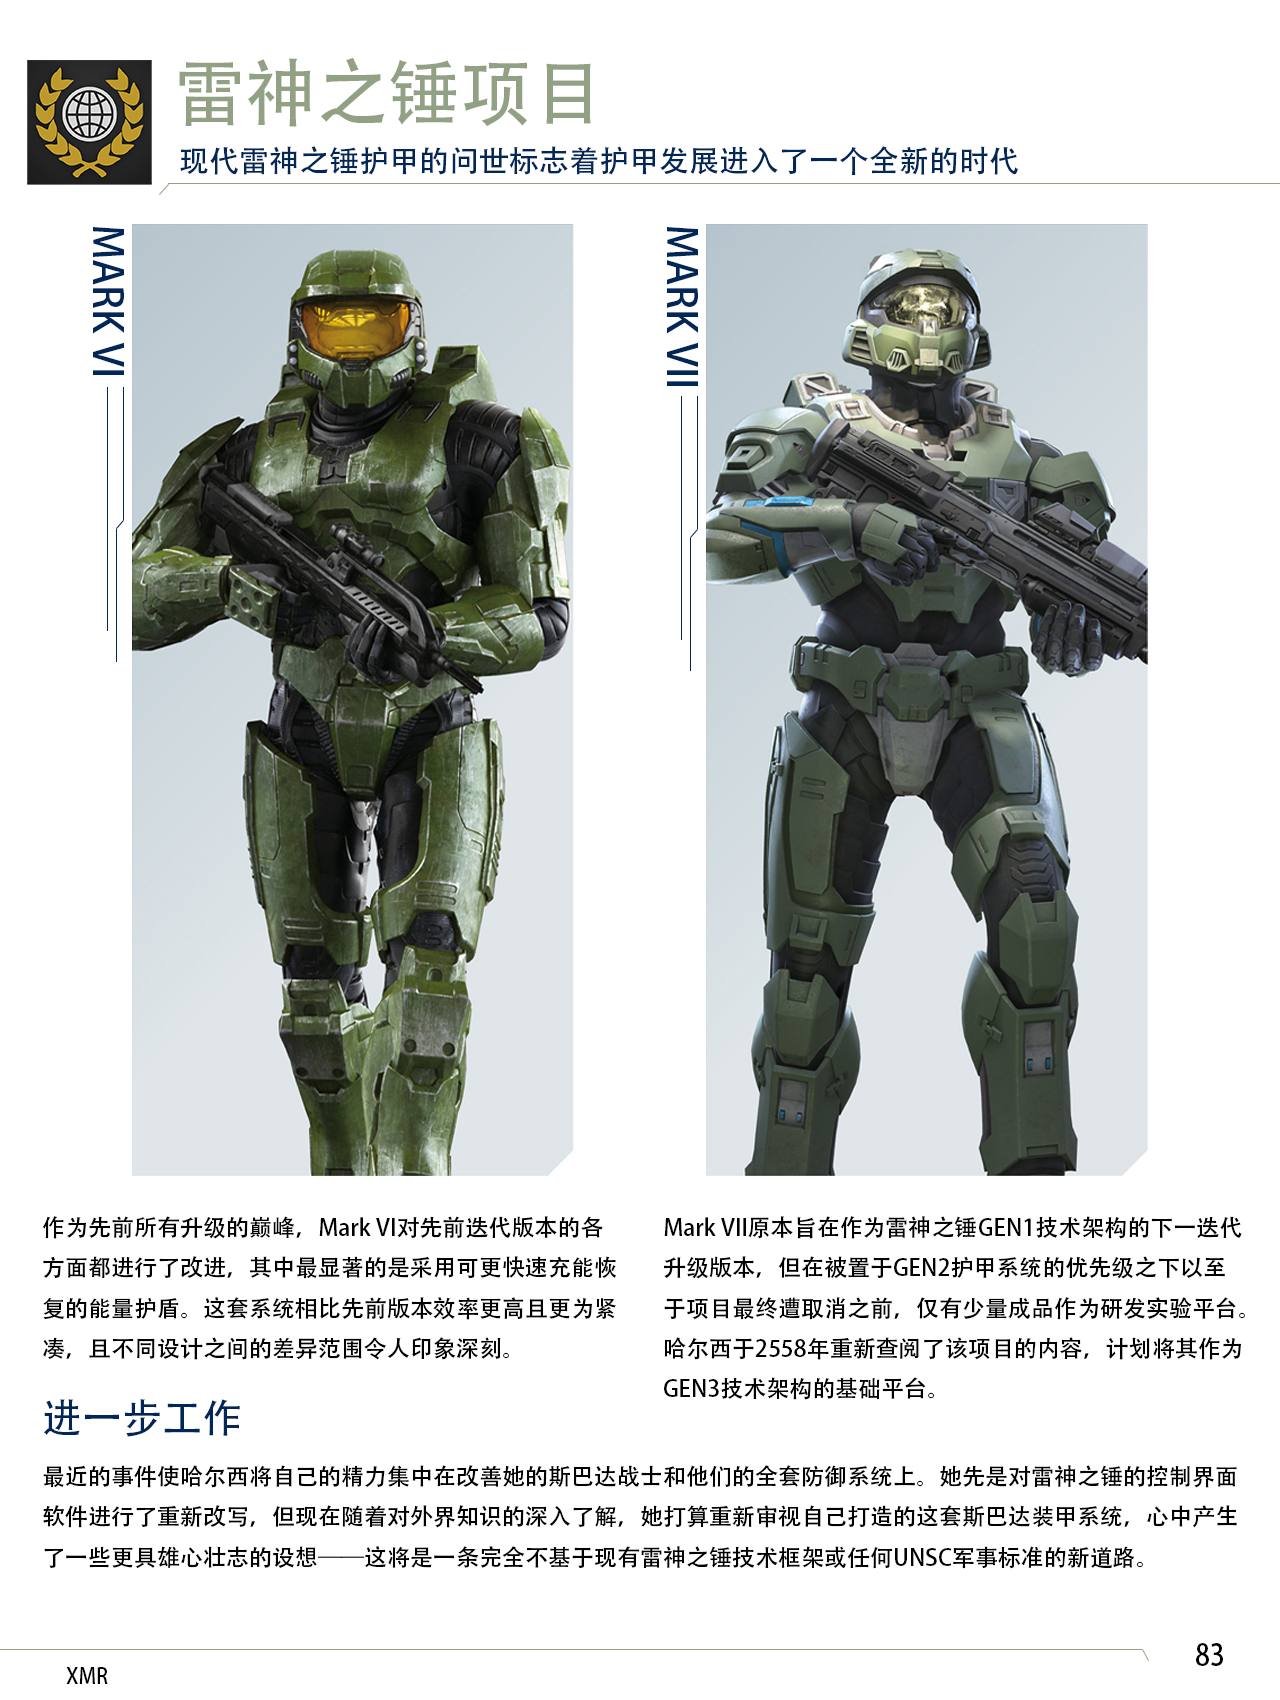 雷神之锤项目
现代雷神之锤护甲的问世标志着护甲发展进入了一个全新的时代
MARK VI
MARK VII
作为先前所有升级的巅峰，Mark VI对先前迭代版本的各
方面都进行了改进，其中最显著的是采用可更快速充能恢
复的能量护盾。这套系统相比先前版本效率更高且更为紧
凑，且不同设计之间的差异范围令人印象深刻。
Mark VII原本旨在作为雷神之锤GEN1技术架构的下一迭代
升级版本，但在被置于GEN2护甲系统的优先级之下以至
于项目最终遭取消之前，仅有少量成品作为研发实验平台。
哈尔西于2558年重新查阅了该项目的内容，计划将其作为
GEN3技术架构的基础平台。
进一步工作
最近的事件使哈尔西将自己的精力集中在改善她的斯巴达战士和他们的全套防御系统上。她先是对雷神之锤的控制界面
软件进行了重新改写，但现在随着对外界知识的深入了解，她打算重新审视自己打造的这套斯巴达装甲系统，心中产生
了一些更具雄心壮志的设想——这将是一条完全不基于现有雷神之锤技术框架或任何UNSC军事标准的新道路。
83
XMR